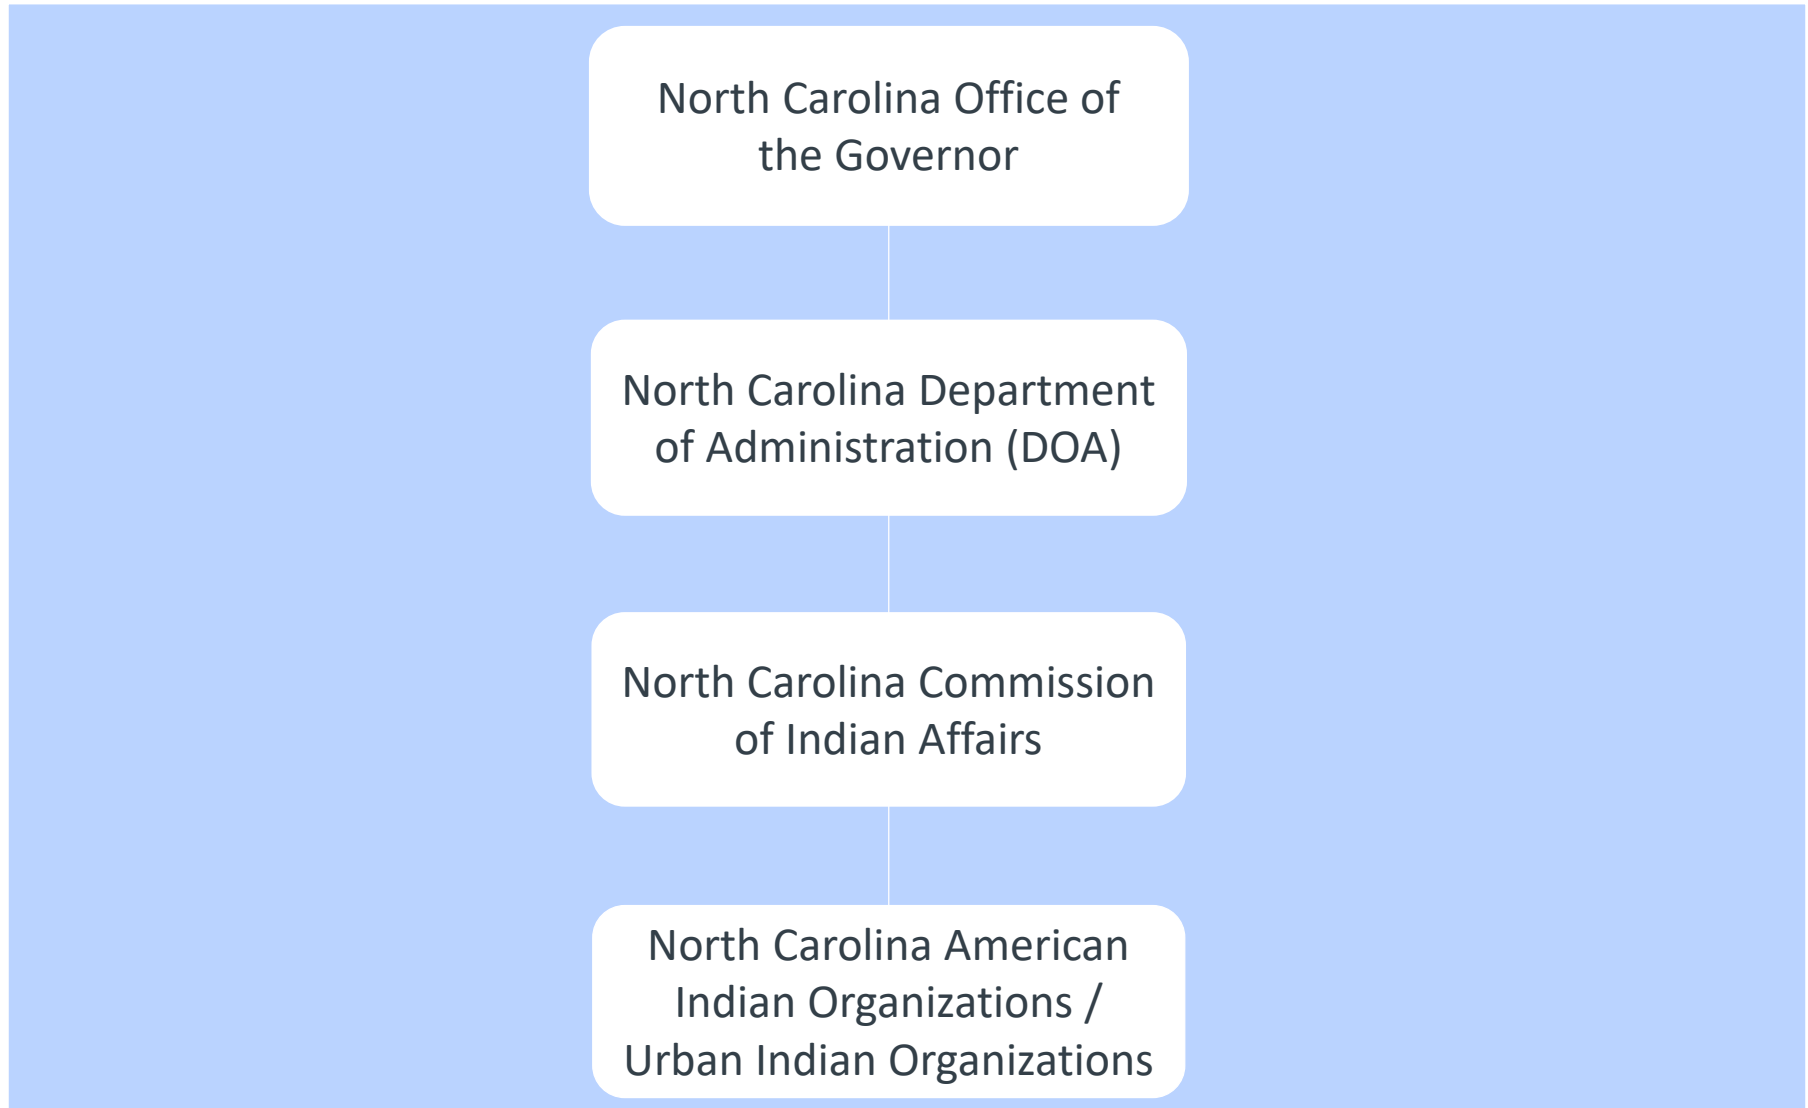 North Carolina Office of
the Governor
North Carolina Department
of Administration (DOA)
North Carolina Commission
of Indian Affairs
North Carolina American
Indian Organizations /
Urban Indian Organizations